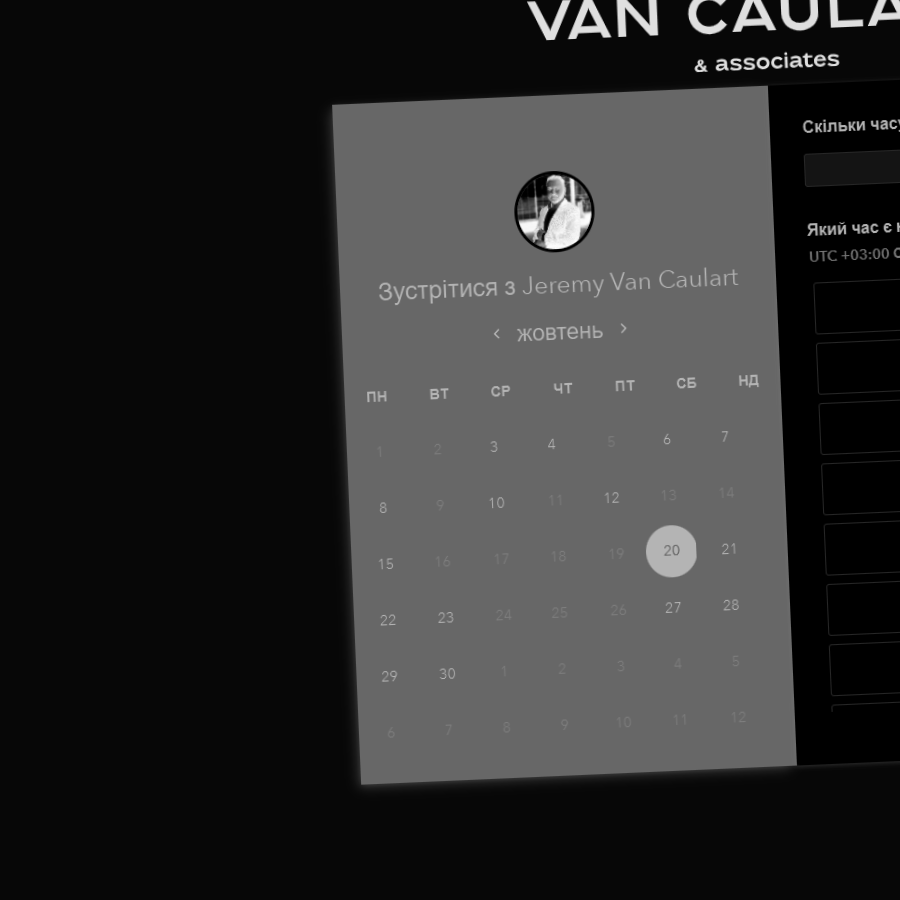 VAN CAULA
& associates
Зустрітися з Jeremy Van Caulart
‹ жовтень ›
ПН ВТ СР ЧТ ПТ СБ НД
1 2 3 4 5 6 7
8 9 10 11 12 13 14
15 16 17 18 19 20 21
22 23 24 25 26 27 28
29 30 1 2 3 4 5
6 7 8 9 10 11 12
Скільки часу
Який час є
UTC +03:00